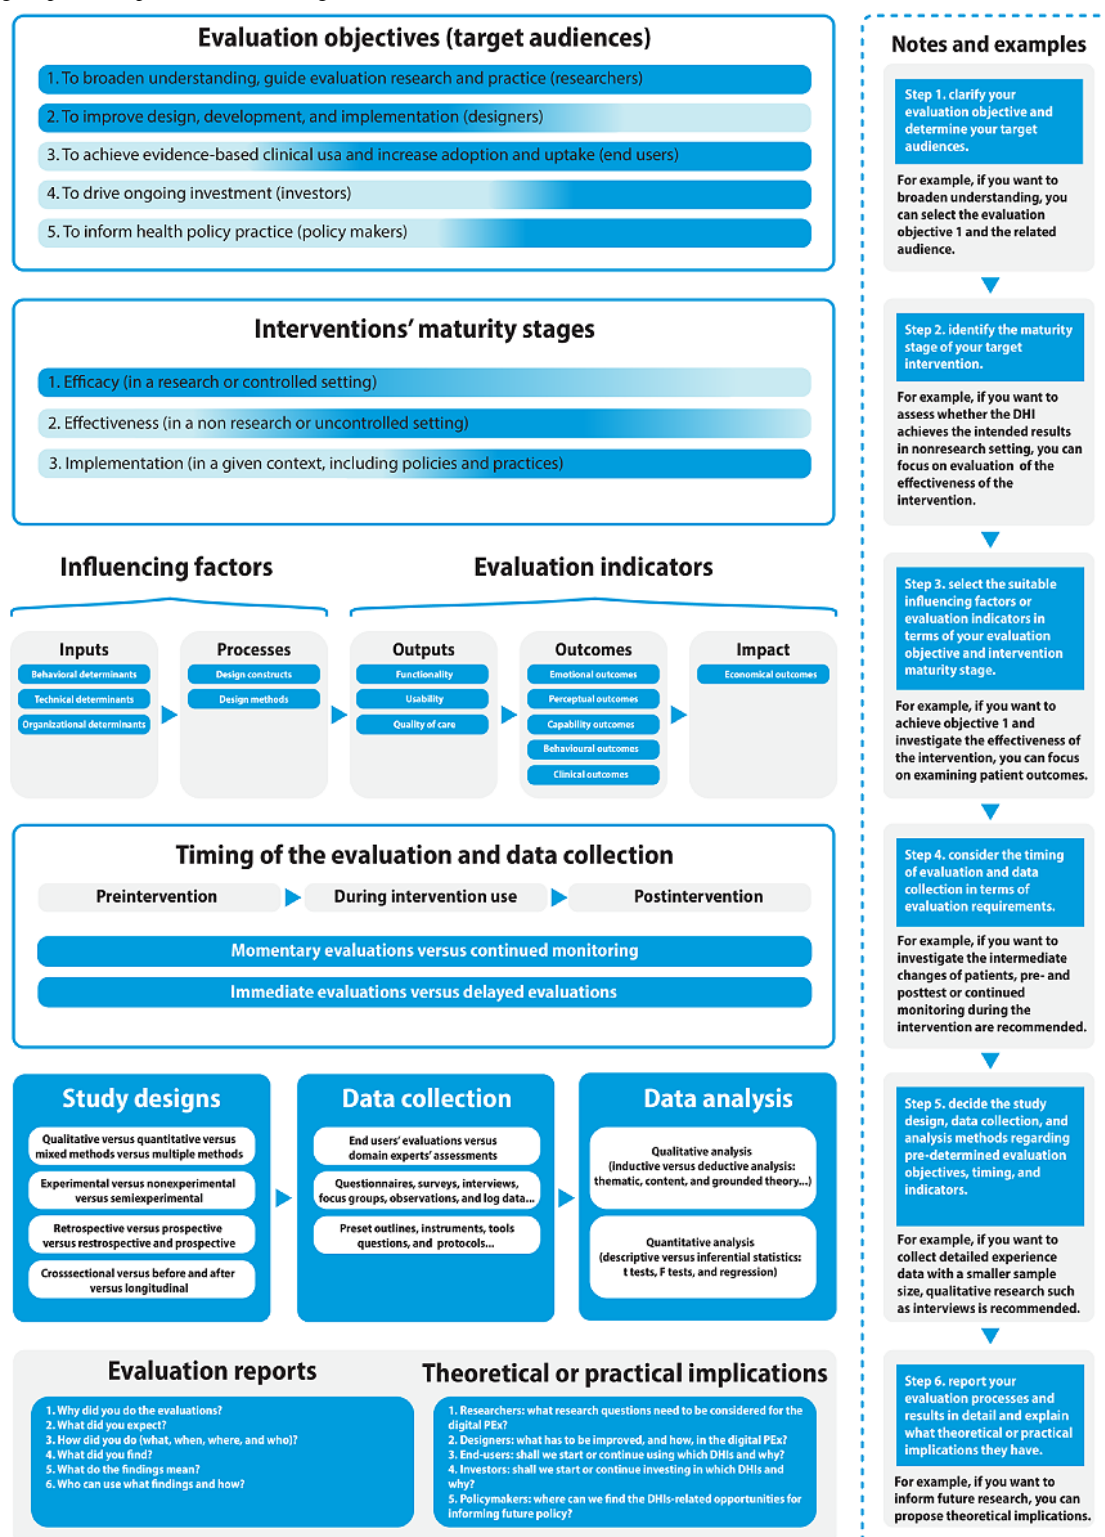 Evaluation objectives (target audiences)
1. To broaden understanding, guide evaluation research and practice (researchers)
2. To improve design, development, and implementation (designers)
3. To achieve evidence-based clinical usa and increase adoption and uptake (end users)
4. To drive ongoing investment (investors)
5. To inform health policy practice (policy makers)
Interventions’ maturity stages
1. Efficacy (in a research or controlled setting)
2. Effectiveness (in a non research or uncontrolled setting)
3. Implementation (in a given context, including policies and practices)
Influencing factors
Evaluation indicators
Inputs
Behavioral determinants
Technical determinants
Organizational determinants
Processes
Design constructs
Design methods
Outputs
Functionality
Usability
Quality of care
Outcomes
Emotional outcomes
Perceptual outcomes
Capability outcomes
Behavioural outcomes
Clinical outcomes
Impact
Economical outcomes
Timing of the evaluation and data collection
Preintervention
During intervention use
Postintervention
Momentary evaluations versus continued monitoring
Immediate evaluations versus delayed evaluations
Study designs
Qualitative versus quantitative versus
mixed methods versus multiple methods
Experimental versus nonexperimental
versus semiexperimental
Retrospective versus prospective
versus restrospective and prospective
Crosssectional versus before and after
versus longitudinal
Data collection
End users’ evaluations versus
domain experts’ assessments
Questionnaires, surveys, interviews,
focus groups, observations, and log data...
Preset outlines, instruments, tools
questions, and protocols...
Data analysis
Qualitative analysis
(inductive versus deductive analysis:
thematic, content, and grounded theory...)
Quantitative analysis
(descriptive versus inferential statistics:
t tests, F tests, and regression)
Evaluation reports
1. Why did you do the evaluations?
2. What did you expect?
3. How did you do (what, when, where, and who)?
4. What did you find?
5. What do the findings mean?
6. Who can use what findings and how?
Theoretical or practical implications
1. Researchers: what research questions need to be considered for the
digital PEx?
2. Designers: what has to be improved, and how, in the digital PEx?
3. End-users: shall we start or continue using which DHIs and why?
4. Investors: shall we start or continue investing in which DHIs and
why?
5. Policymakers: where can we find the DHIs-related opportunities for
informing future policy?
Notes and examples
Step 1. clarify your
evaluation objective and
determine your target
audiences.
For example, if you want to
broaden understanding, you
can select the evaluation
objective 1 and the related
audience.
Step 2. identify the maturity
stage of your target
intervention.
For example, if you want to
assess whether the DHI
achieves the intended results
in nonresearch setting, you can
focus on evaluation of the
effectiveness of the
intervention.
Step 3. select the suitable
influencing factors or
evaluation indicators in
terms of your evaluation
objective and intervention
maturity stage.
For example, if you want to
achieve objective 1 and
investigate the effectiveness of
the intervention, you can focus
on examining patient outcomes.
Step 4. consider the timing
of evaluation and data
collection in terms of
evaluation requirements.
For example, if you want to
investigate the intermediate
changes of patients, pre- and
posttest or continued
monitoring during the
intervention are recommended.
Step 5. decide the study
design, data collection, and
analysis methods regarding
pre-determined evaluation
objectives, timing, and
indicators.
For example, if you want to
collect detailed experience
data with a smaller sample
size, qualitative research such
as interviews is recommended.
Step 6. report your
evaluation processes and
results in detail and explain
what theoretical or practical
implications they have.
For example, if you want to
inform future research, you can
propose theoretical implications.